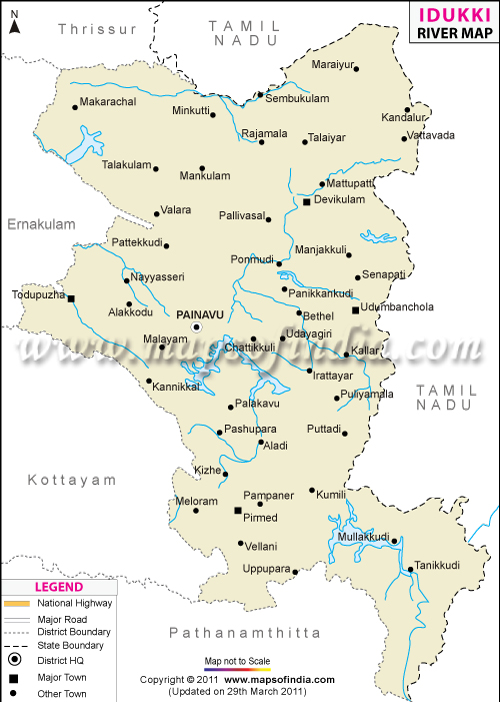 IDUKKI
RIVER MAP
N
Thrissur
TAMIL
NADU
Maraiyur
Makarachal
Minkutti
Sembukulam
Kandalur
Rajamala
Talaiyar
Vattavada
Talakulam
Mankulam
Mattupatti
Devikulam
Valara
Pallivasal
Ernakulam
Pattekkudi
Manjakkuli
Ponmudi
Nayyasseri
Senapati
Todupuzha
Panikkankudi
Alakkodu
PAINAVU
Bethel
Udumbanchola
Malayam
Chattikkuli
Udayagiri
Kallar
www.mapsofindia.com
Kannikkal
Irattayar
TAMIL
NADU
Palakavu
Puliyamala
Pashupara
Aladi
Puttadi
Kizhe
Kottayam
Meloram
Pampaner
Kumili
Pirmed
Mullakkudi
Vellani
Uppupara
Tanikkudi
LEGEND
National Highway
Major Road
District Boundary
State Boundary
District HQ
Major Town
Other Town
Pathanamthitta
Map not to Scale
Copyright © 2011 www.mapsofindia.com
(Updated on 29th March 2011)